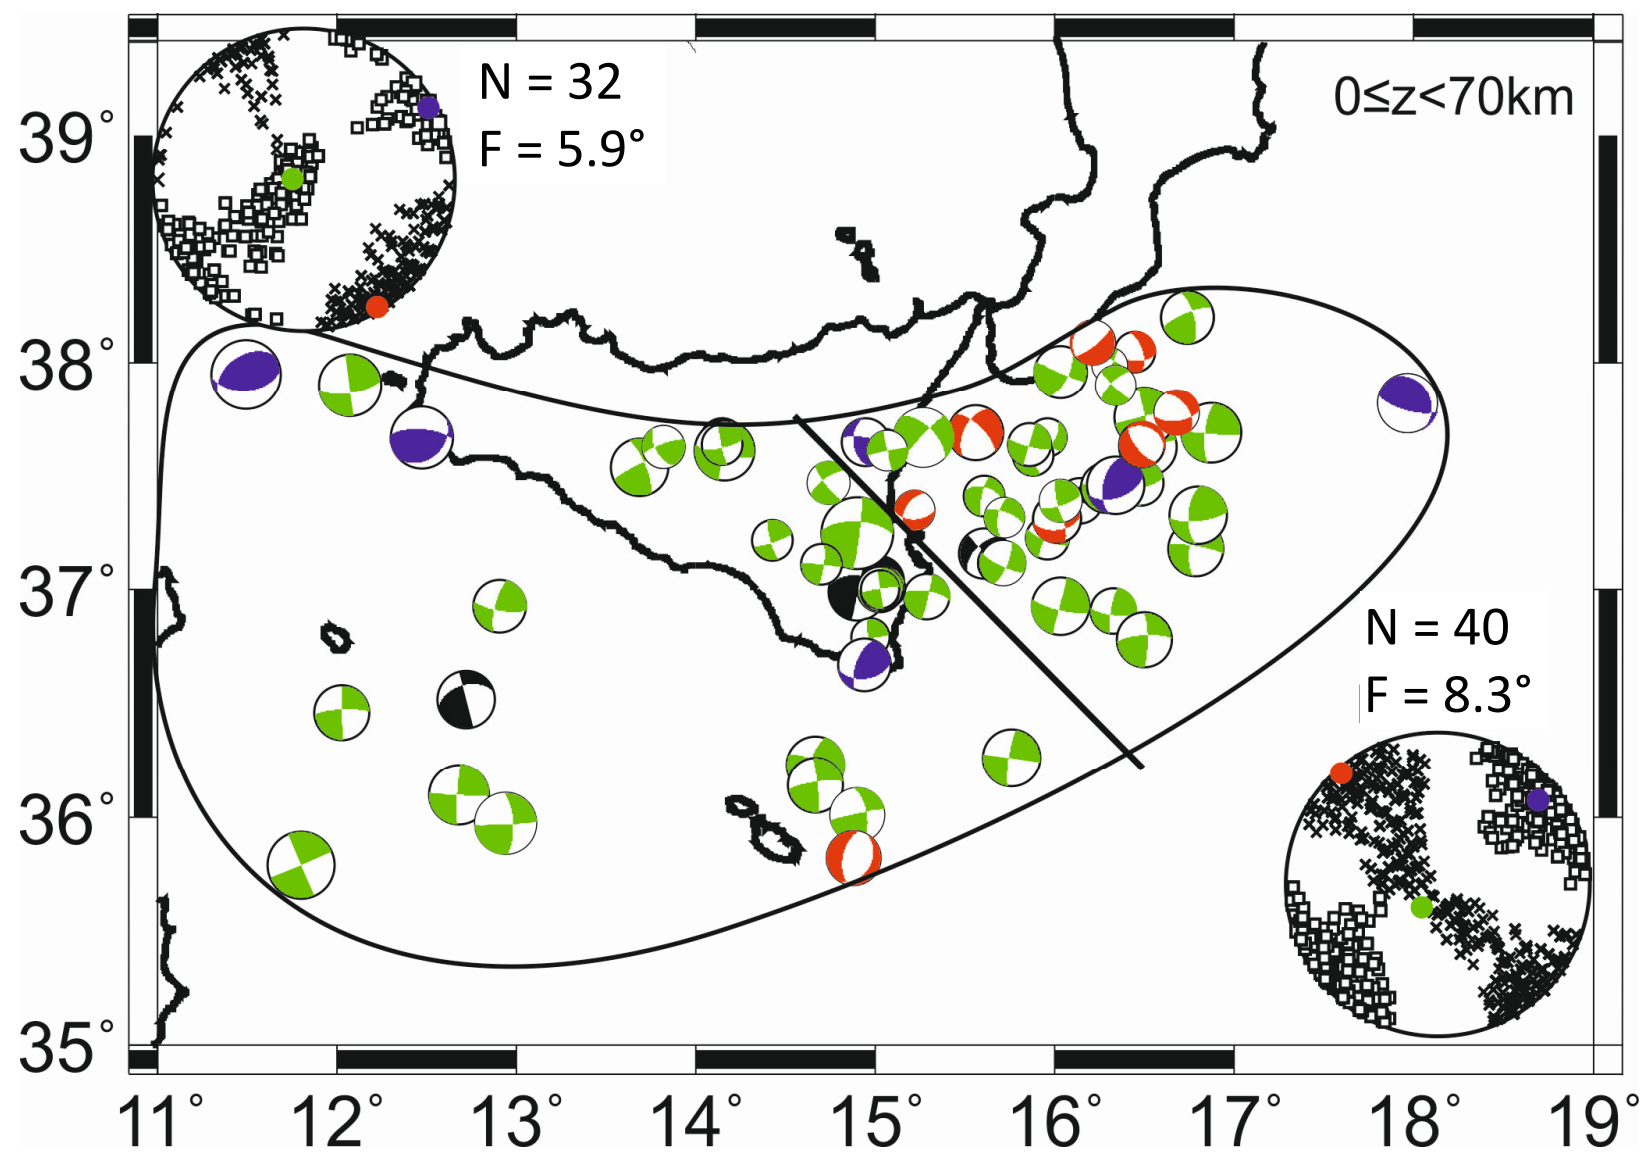 N = 32
F = 5.9°
0≤z<70km
39°
38°
37°
36°
35°
N = 40
F = 8.3°
11° 12° 13° 14° 15° 16° 17° 18° 19°